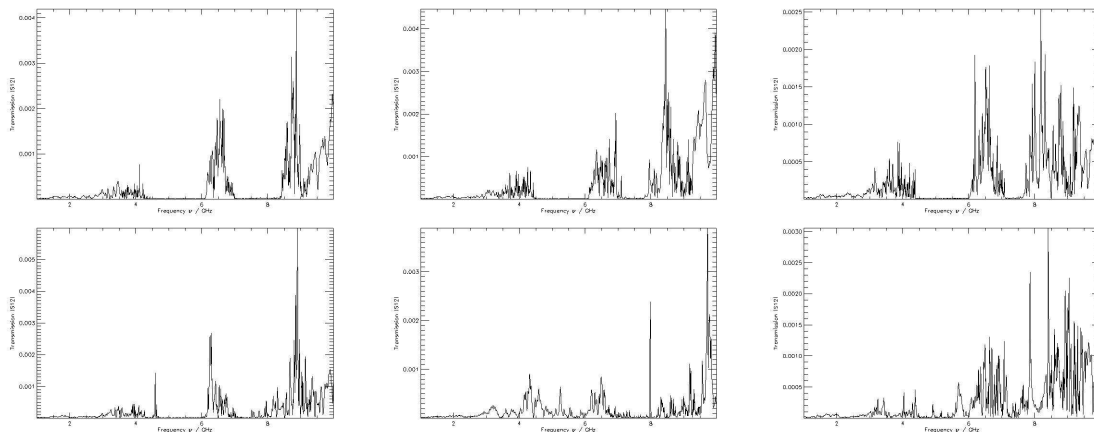 0.004
0.003
0.002
0.001
Transmission |S12|
2 4 6 8
Frequency ν / GHz
0.004
0.003
0.002
0.001
Transmission |S12|
2 4 6 8
Frequency ν / GHz
0.0025
0.0020
0.0015
0.0010
0.0005
Transmission |S12|
2 4 6 8
Frequency ν / GHz
0.005
0.004
0.003
0.002
0.001
Transmission |S12|
2 4 6 8
Frequency ν / GHz
0.003
0.002
0.001
Transmission |S12|
2 4 6 8
Frequency ν / GHz
0.0030
0.0025
0.0020
0.0015
0.0010
0.0005
Transmission |S12|
2 4 6 8
Frequency ν / GHz